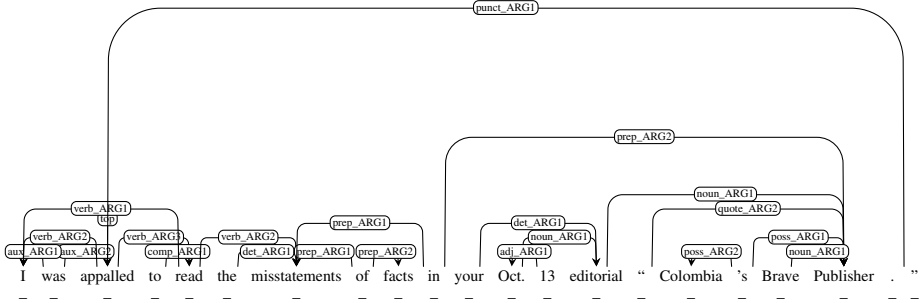 punct_ARG1
prep_ARG2
noun_ARG1
verb_ARG1 quote_ARG2
top
prep_ARG1 det_ARG1
verb_ARG2 verb_ARG3 verb_ARG2 noun_ARG1 poss_ARG1
aux_ARG1 aux_ARG2 comp_ARG1 det_ARG1 prep_ARG1 prep_ARG2 adj_ARG1 poss_ARG2 noun_ARG1
I was appalled to read the misstatements of facts in your Oct. 13 editorial “ Colombia 's Brave Publisher . ”
_ _ _ _ _ _ _ _ _ _ _ _ _ _ _ _ _ _ _ _ _